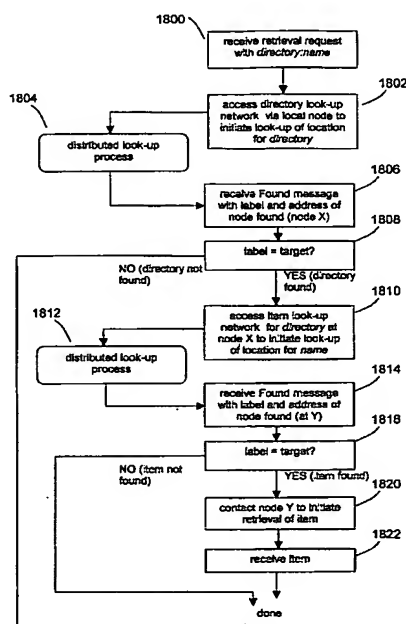 1800
receive retrieval request
with directory:name
1802
access directory look-up
network via local node to
initiate look-up of location
for directory
1804
distributed look-up
process
1806
receive Found message
with label and address of
node found (node X)
1808
label = target?
NO (directory not
found)
YES (directory
found)
1810
access item look-up
network for directory at
node X to initiate look-up
of location for name
1812
distributed look-up
process
1814
receive Found message
with label and address of
node found (at Y)
1818
label = target?
NO (item not
found)
YES (item found)
1820
contact node Y to initiate
retrieval of item
1822
receive item
done